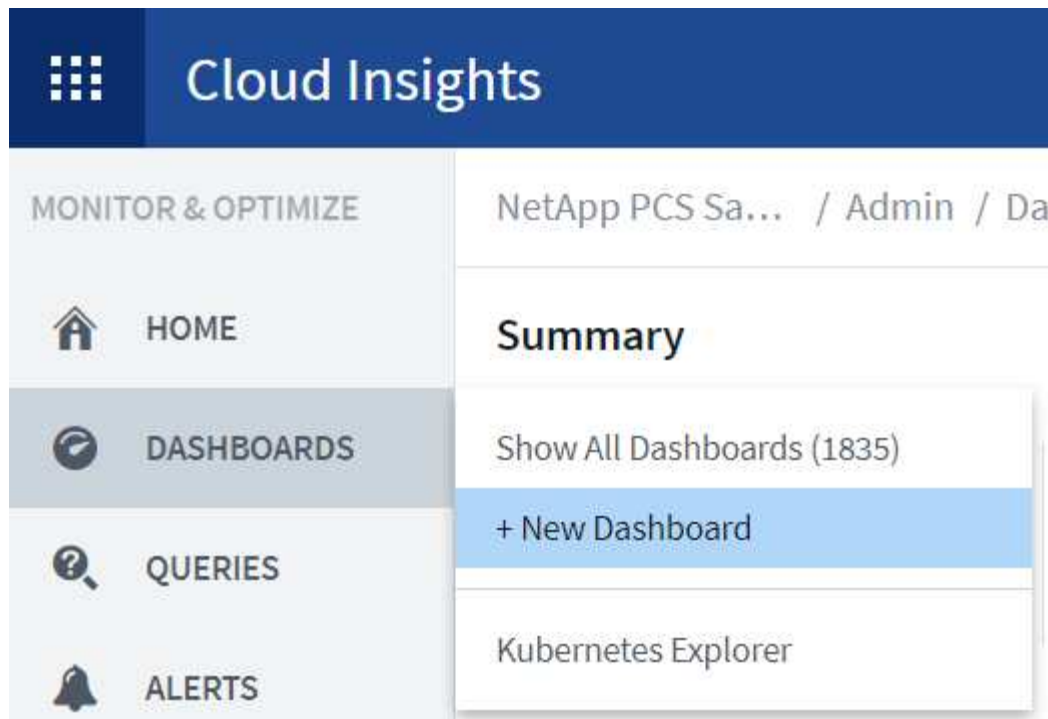 Cloud Insights
MONITOR & OPTIMIZE
NetApp PCS Sa... / Admin / Da
HOME
Summary
DASHBOARDS
Show All Dashboards (1835)
+ New Dashboard
QUERIES
Kubernetes Explorer
ALERTS